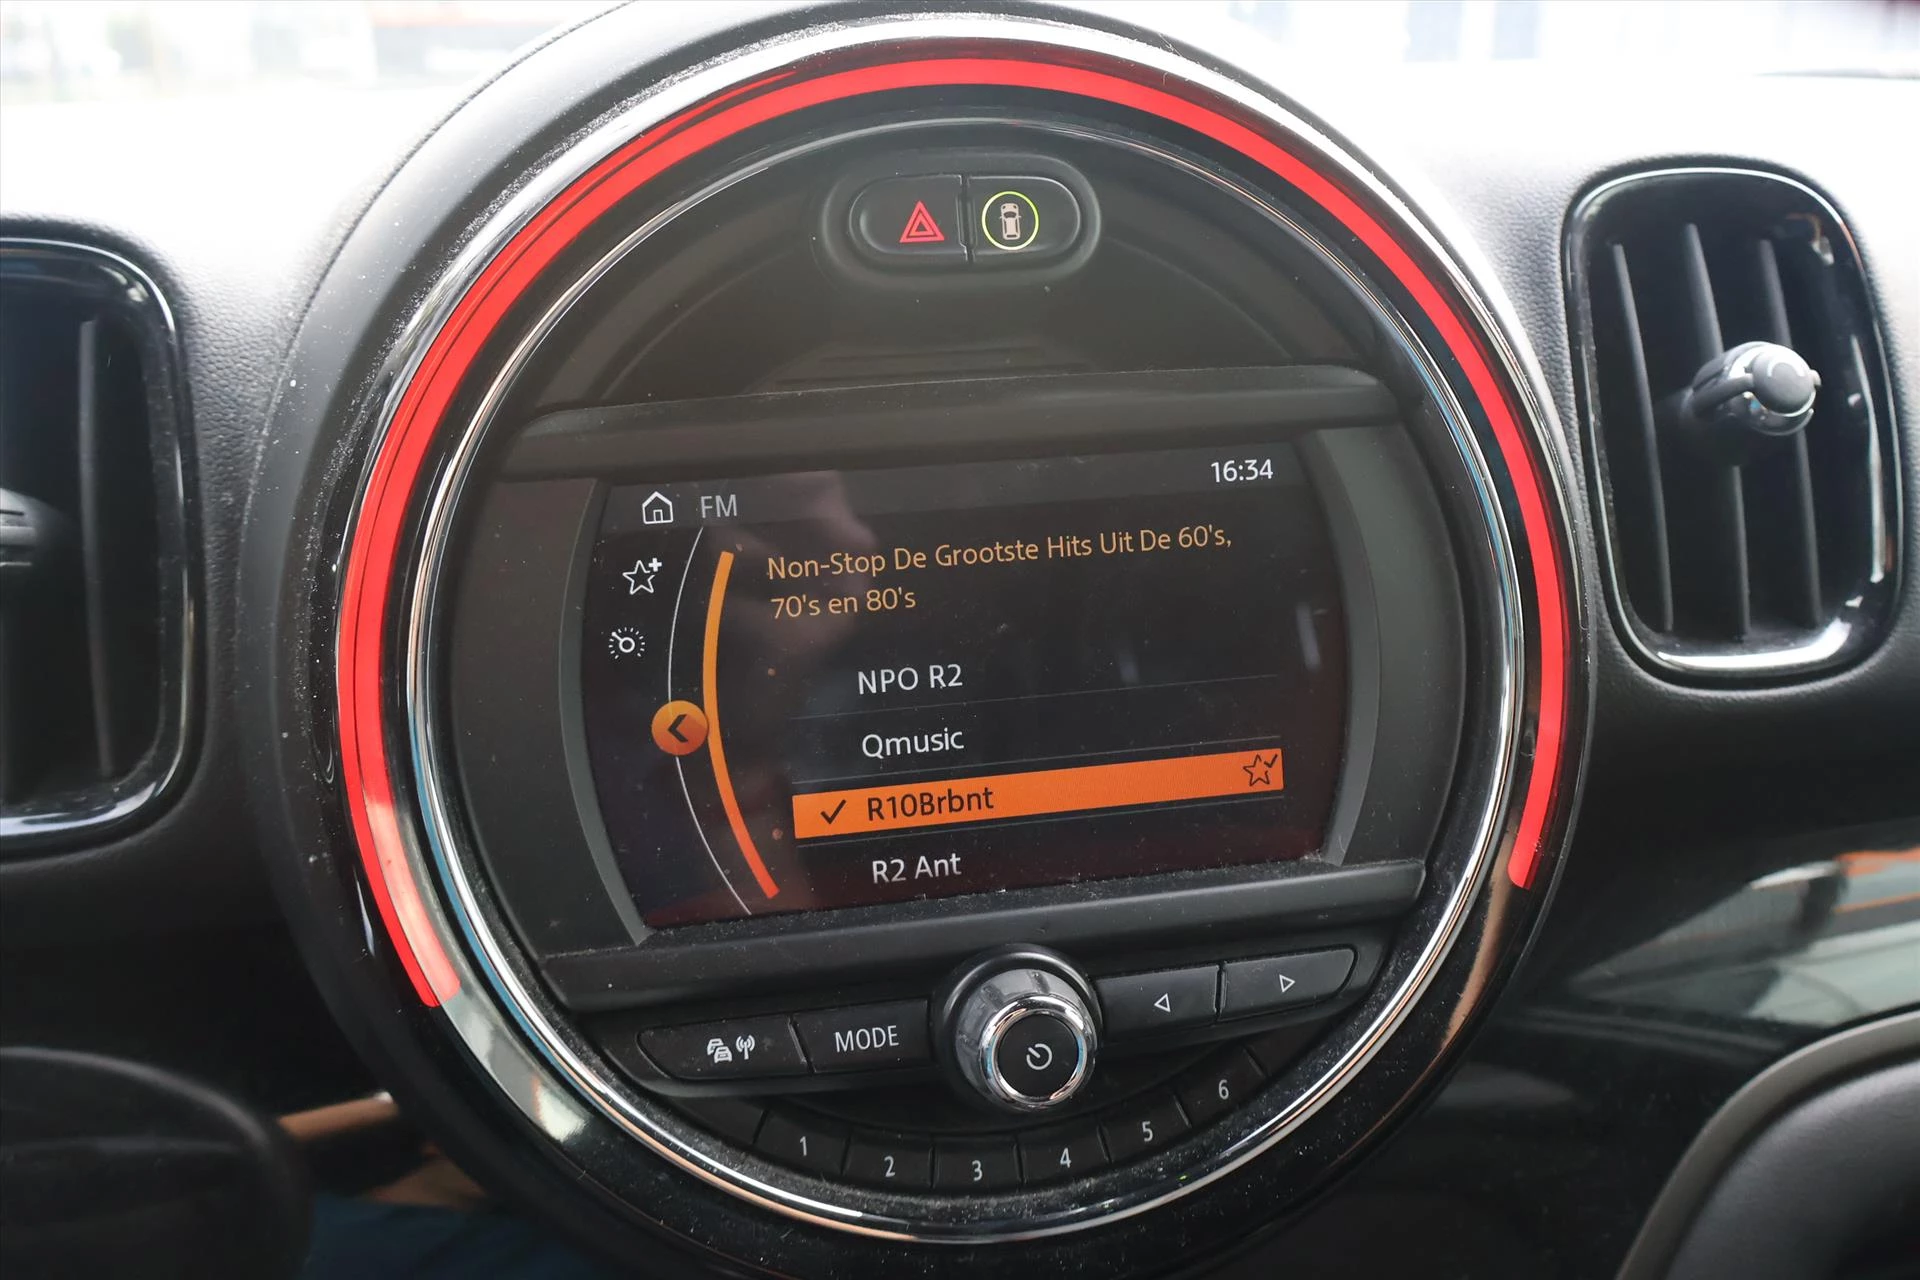 16:34
FM
Non-Stop De Grootste Hits Uit De 60's,
70's en 80's
NPO R2
Qmusic
R10Brbnt
R2 Ant
MODE
1 2 3 4 5 6